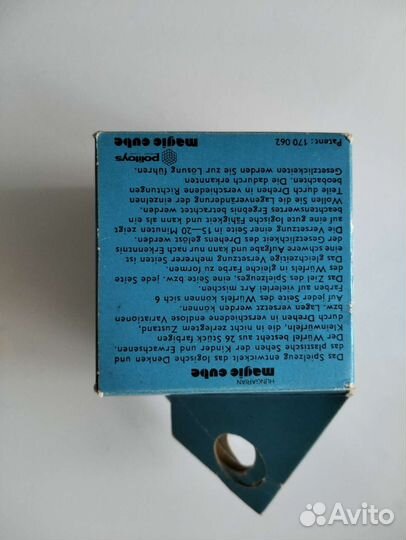 HUNGARIAN
magic cube
Das Spielzeug entwickelt das logische Denken und
das plastische Sehen der Kinder und Erwachsenen.
Der Würfel besteht aus 26 Stück farbigen
Kleinwürfeln, die in nicht zerlegtem Zustand,
durch Drehen in verschiedene endlose Variationen
bzw. Lagen versetzt werden können.
Auf jeder Seite des Würfels können sich 6
Farben auf vielerlei Art mischen.
Das Ziel des Spielzeuges, eine Seite bzw. jede Seite
des Würfels in gleiche Farbe zu formen.
Das gleichzeitige Versetzung mehrerer Seiten ist
eine schwere Aufgabe und kann nur nach Erkenntnis
der Gesetzlichkeit des Drehens gelöst werden.
Die Versetzung einer Seite in 15—20 Minuten zeigt
auf eine gute logische Fähigkeit und kann als ein
beachtenswertes Ergebnis betrachtet werden.
Wollen Sie die Lagenveränderung der einzelnen
Teile durch Drehen in verschiedene Richtungen
beobachten. Die dadurch erkannten
Gesetzlichkeiten werden Sie zur Lösung führen.
politoys
magic cube
Patent: 170 062
Avito